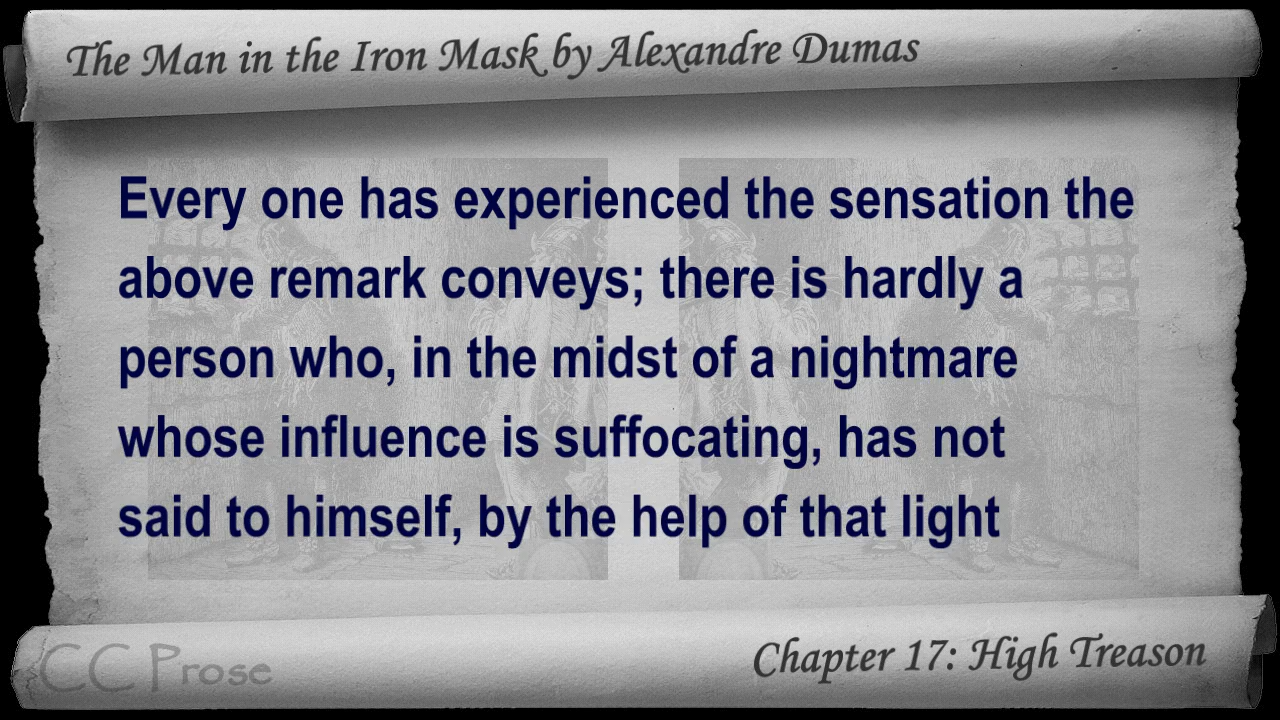 The Man in the Iron Mask by Alexandre Dumas
Every one has experienced the sensation the
above remark conveys; there is hardly a
person who, in the midst of a nightmare
whose influence is suffocating, has not
said to himself, by the help of that light
CC Prose
Chapter 17: High Treason